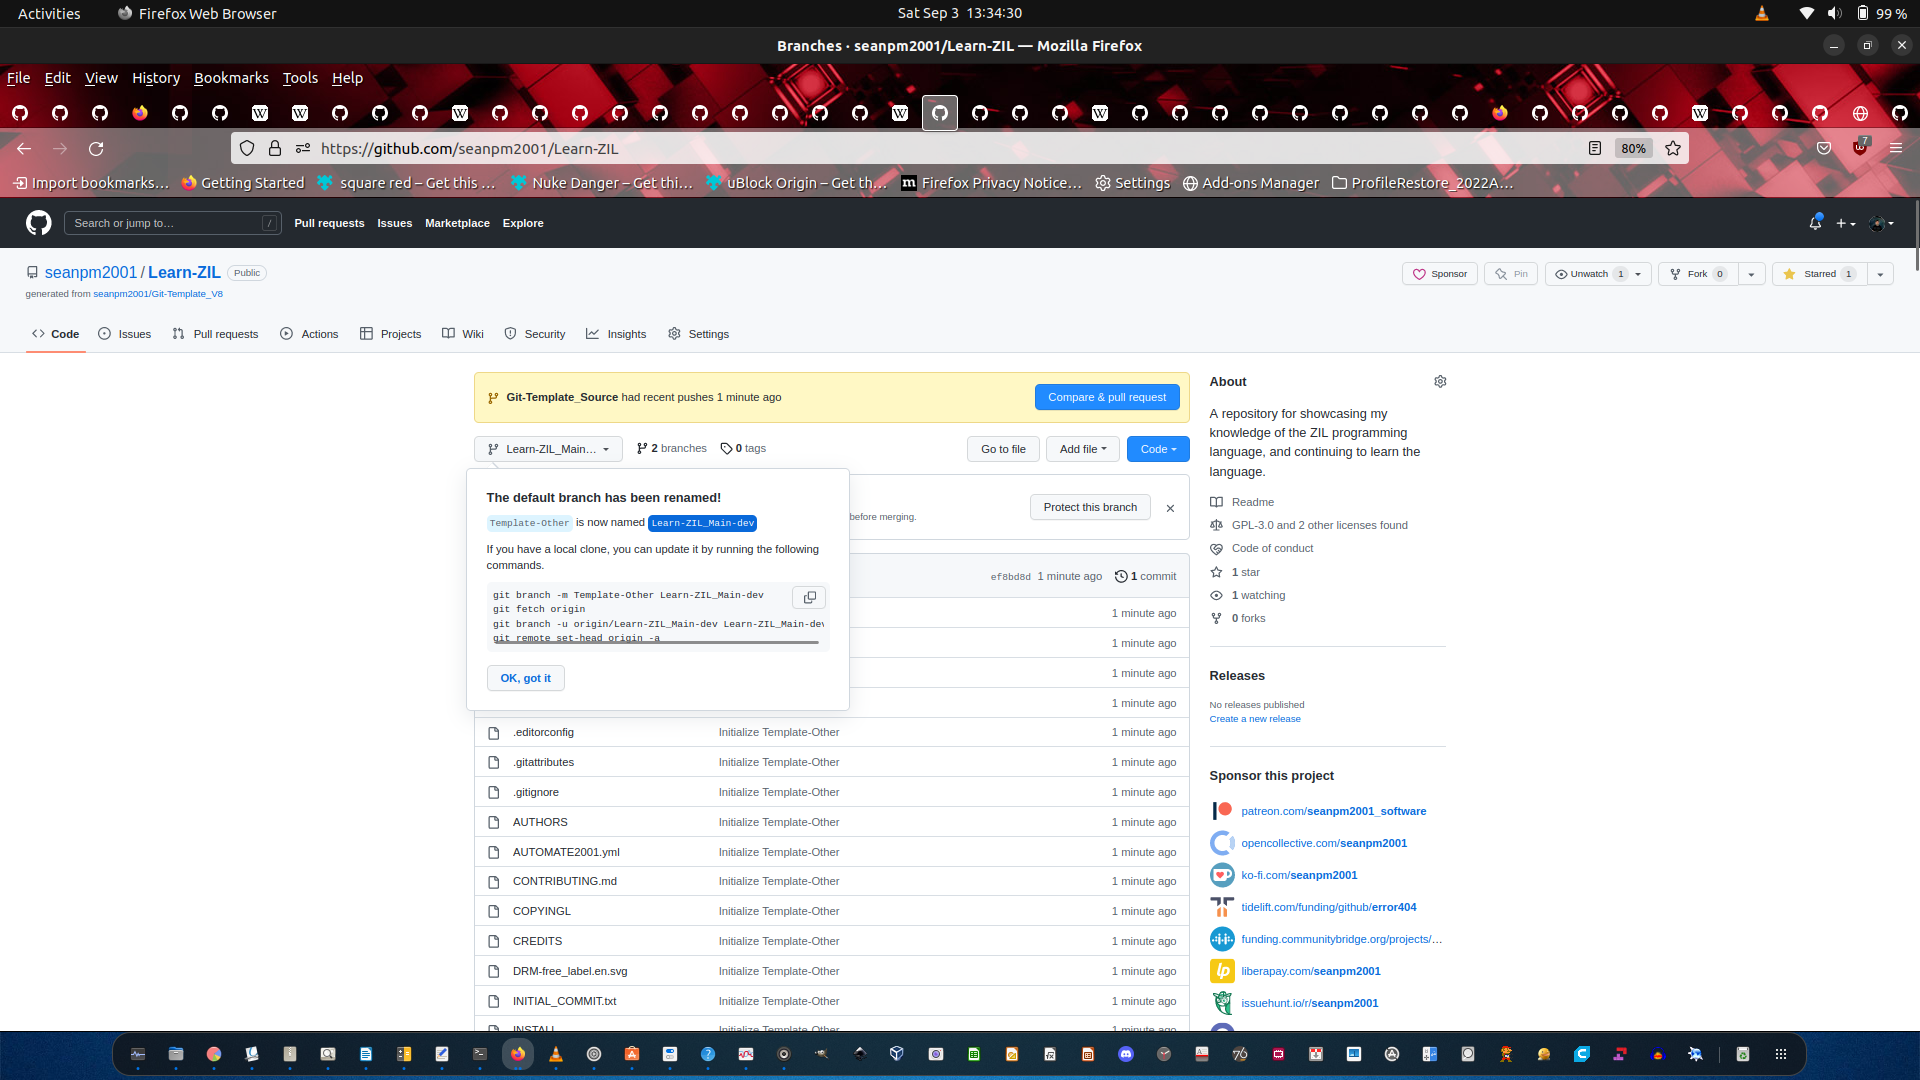 Activities
Firefox Web Browser
Sat Sep 3 13:34:30
99 %
Branches · seanpm2001/Learn-ZIL — Mozilla Firefox
File Edit View History Bookmarks Tools Help
https://github.com/seanpm2001/Learn-ZIL
80%
7
Import bookmarks…
Getting Started
square red – Get this …
Nuke Danger – Get thi…
uBlock Origin – Get th…
Firefox Privacy Notice…
Settings
Add-ons Manager
ProfileRestore_2022A…
Search or jump to…
/
Pull requests
Issues
Marketplace
Explore
seanpm2001 / Learn-ZIL
Public
generated from seanpm2001/Git-Template_V8
Sponsor
Pin
Unwatch 1
Fork 0
Starred 1
Code
Issues
Pull requests
Actions
Projects
Wiki
Security
Insights
Settings
Git-Template_Source had recent pushes 1 minute ago
Compare & pull request
Learn-ZIL_Main…
2 branches
0 tags
Go to file
Add file
Code
The default branch has been renamed!
Template-Other is now named Learn-ZIL_Main-dev
If you have a local clone, you can update it by running the following
commands.
git branch -m Template-Other Learn-ZIL_Main-dev
git fetch origin
git branch -u origin/Learn-ZIL_Main-dev Learn-ZIL_Main-dev
git remote set-head origin -a
OK, got it
before merging.
Protect this branch
ef8bd8d 1 minute ago
1 commit
1 minute ago
1 minute ago
1 minute ago
1 minute ago
.editorconfig Initialize Template-Other 1 minute ago
.gitattributes Initialize Template-Other 1 minute ago
.gitignore Initialize Template-Other 1 minute ago
AUTHORS Initialize Template-Other 1 minute ago
AUTOMATE2001.yml Initialize Template-Other 1 minute ago
CONTRIBUTING.md Initialize Template-Other 1 minute ago
COPYINGL Initialize Template-Other 1 minute ago
CREDITS Initialize Template-Other 1 minute ago
DRM-free_label.en.svg Initialize Template-Other 1 minute ago
INITIAL_COMMIT.txt Initialize Template-Other 1 minute ago
INSTALL Initialize Template-Other 1 minute ago
About
A repository for showcasing my
knowledge of the ZIL programming
language, and continuing to learn the
language.
Readme
GPL-3.0 and 2 other licenses found
Code of conduct
1 star
1 watching
0 forks
Releases
No releases published
Create a new release
Sponsor this project
patreon.com/seanpm2001_software
opencollective.com/seanpm2001
ko-fi.com/seanpm2001
tidelift.com/funding/github/error404
funding.communitybridge.org/projects/…
liberapay.com/seanpm2001
issuehunt.io/r/seanpm2001